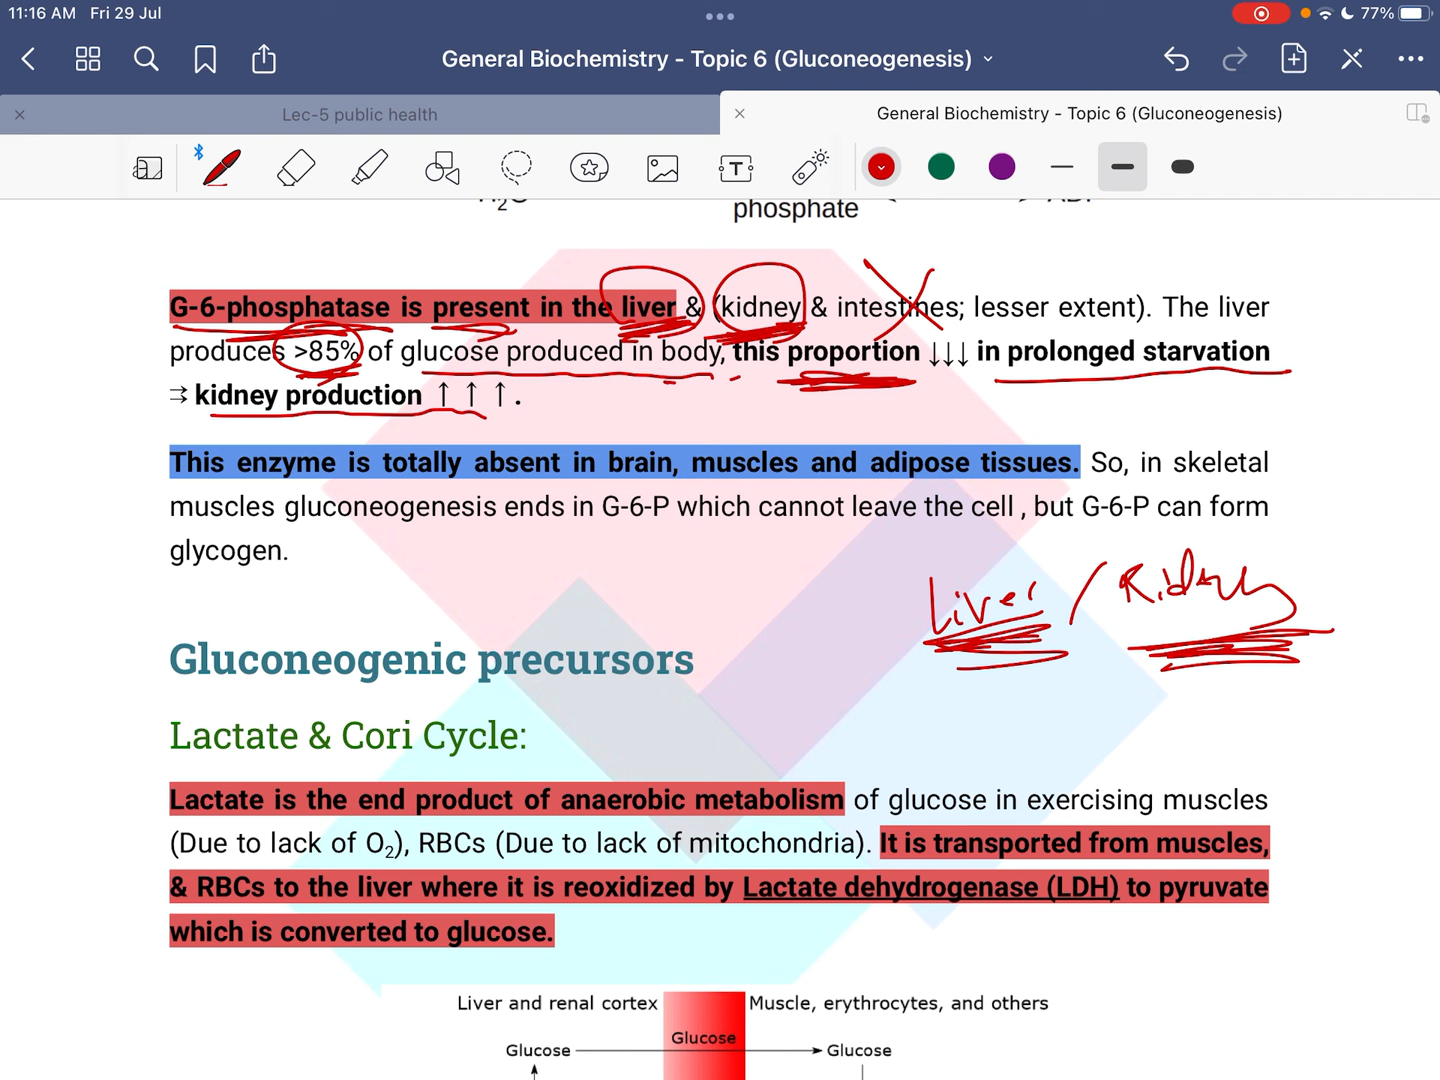 11:16 AM Fri 29 Jul
77%
General Biochemistry - Topic 6 (Gluconeogenesis)
Lec-5 public health
General Biochemistry - Topic 6 (Gluconeogenesis)
phosphate
G-6-phosphatase is present in the liver & (kidney & intestines; lesser extent). The liver
produces >85% of glucose produced in body, this proportion ↓↓↓ in prolonged starvation
⇉ kidney production ↑ ↑ ↑ .
This enzyme is totally absent in brain, muscles and adipose tissues. So, in skeletal
muscles gluconeogenesis ends in G-6-P which cannot leave the cell , but G-6-P can form
glycogen.
Liver / Kidney
Gluconeogenic precursors
Lactate & Cori Cycle:
Lactate is the end product of anaerobic metabolism of glucose in exercising muscles
(Due to lack of O₂), RBCs (Due to lack of mitochondria). It is transported from muscles,
& RBCs to the liver where it is reoxidized by Lactate dehydrogenase (LDH) to pyruvate
which is converted to glucose.
Liver and renal cortex Muscle, erythrocytes, and others
Glucose Glucose Glucose